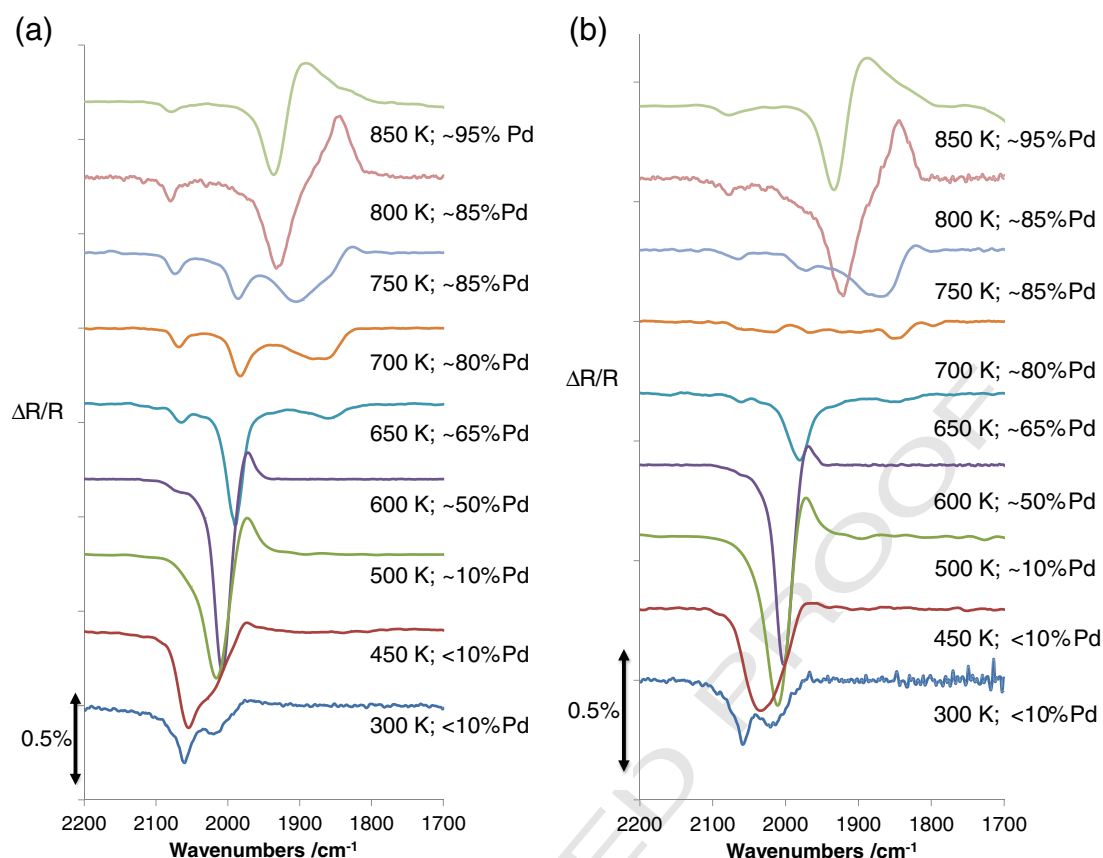 (a)
850 K; ~95% Pd
800 K; ~85%Pd
750 K; ~85%Pd
700 K; ~80%Pd
ΔR/R
650 K; ~65%Pd
600 K; ~50%Pd
500 K; ~10%Pd
450 K; <10%Pd
0.5%
300 K; <10%Pd
2200 2100 2000 1900 1800 1700
Wavenumbers /cm-1
(b)
850 K; ~95%Pd
800 K; ~85%Pd
750 K; ~85%Pd
700 K; ~80%Pd
ΔR/R
650 K; ~65%Pd
600 K; ~50%Pd
500 K; ~10%Pd
450 K; <10%Pd
0.5%
300 K; <10%Pd
2200 2100 2000 1900 1800 1700
Wavenumbers /cm-1
ED PROOF